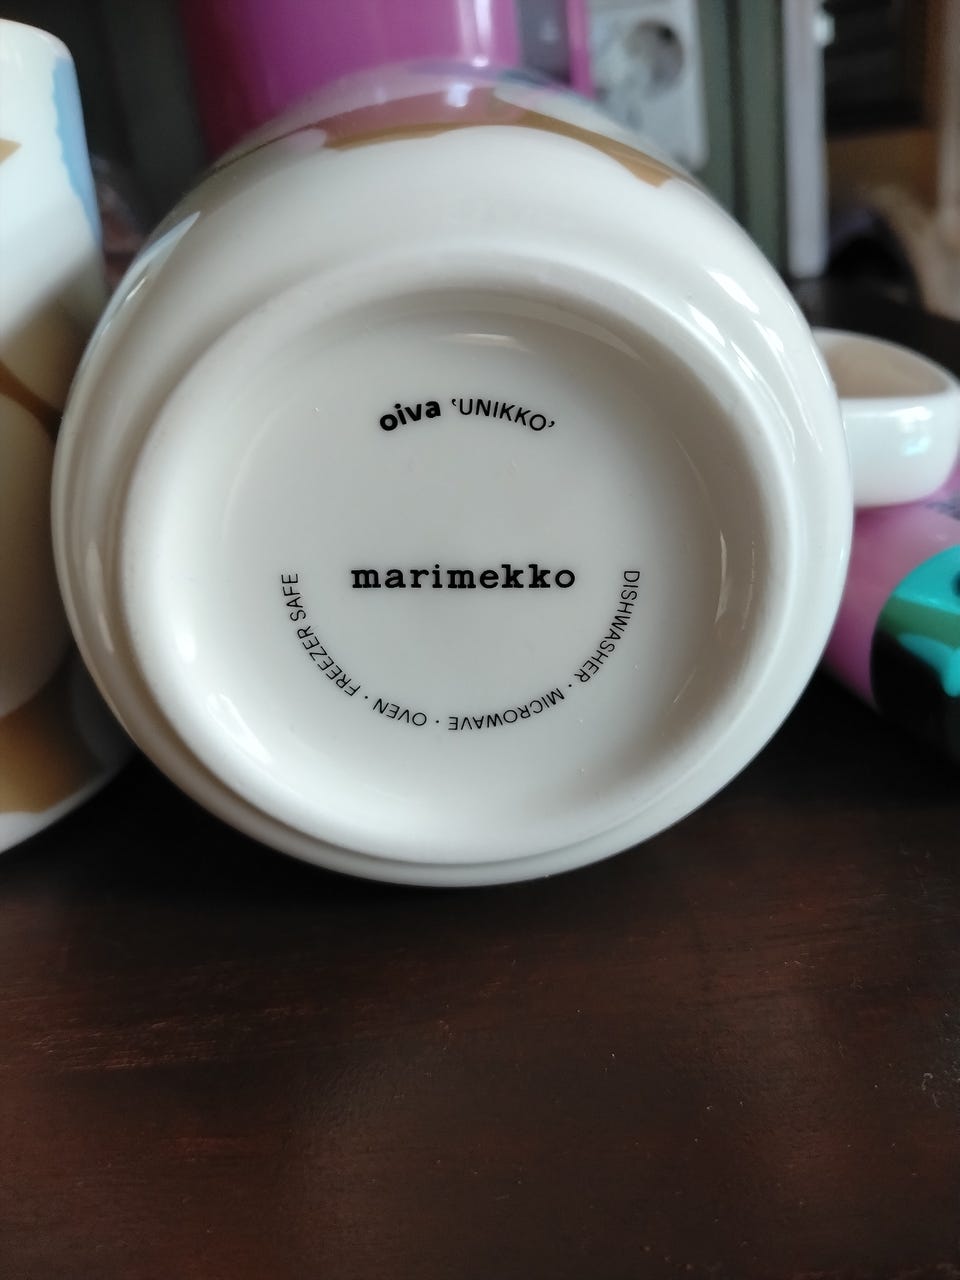 oiva ‘UNIKKO’
marimekko
DISHWASHER · MICROWAVE · OVEN · FREEZER SAFE